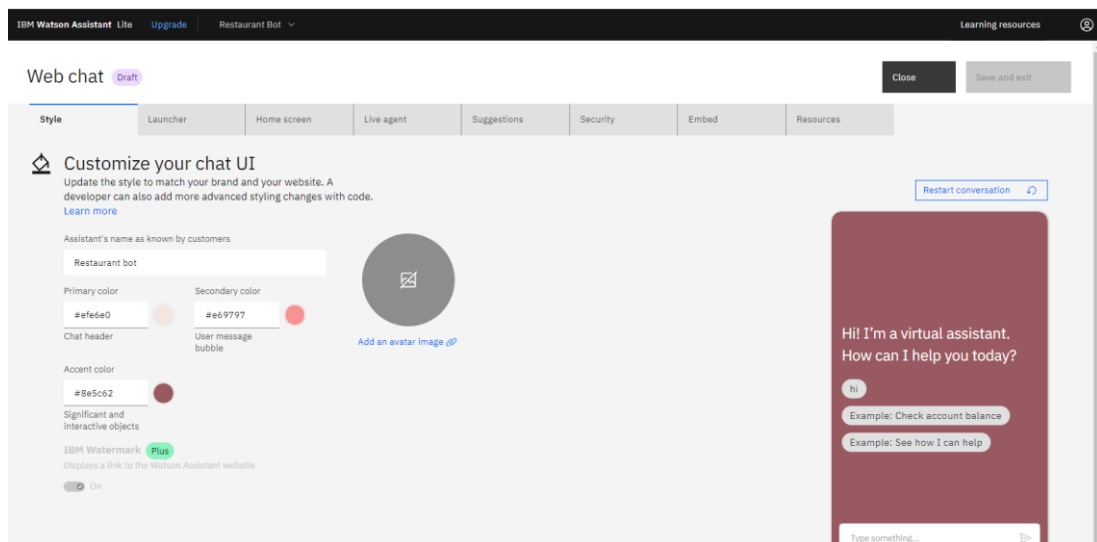 IBM Watson Assistant Lite Upgrade Restaurant Bot Learning resources
Web chat Draft Close Save and exit
Style Launcher Home screen Live agent Suggestions Security Embed Resources
Customize your chat UI
Update the style to match your brand and your website. A
developer can also add more advanced styling changes with code.
Learn more
Restart conversation
Assistant's name as known by customers
Restaurant bot
Primary color Secondary color
#efe6e0 #e69797
Chat header User message
bubble
Add an avatar image
Accent color
#8e5c62
Significant and
interactive objects
IBM Watermark Plus
Displays a link to the Watson Assistant website
On
Hi! I'm a virtual assistant.
How can I help you today?
hi
Example: Check account balance
Example: See how I can help
Type something...